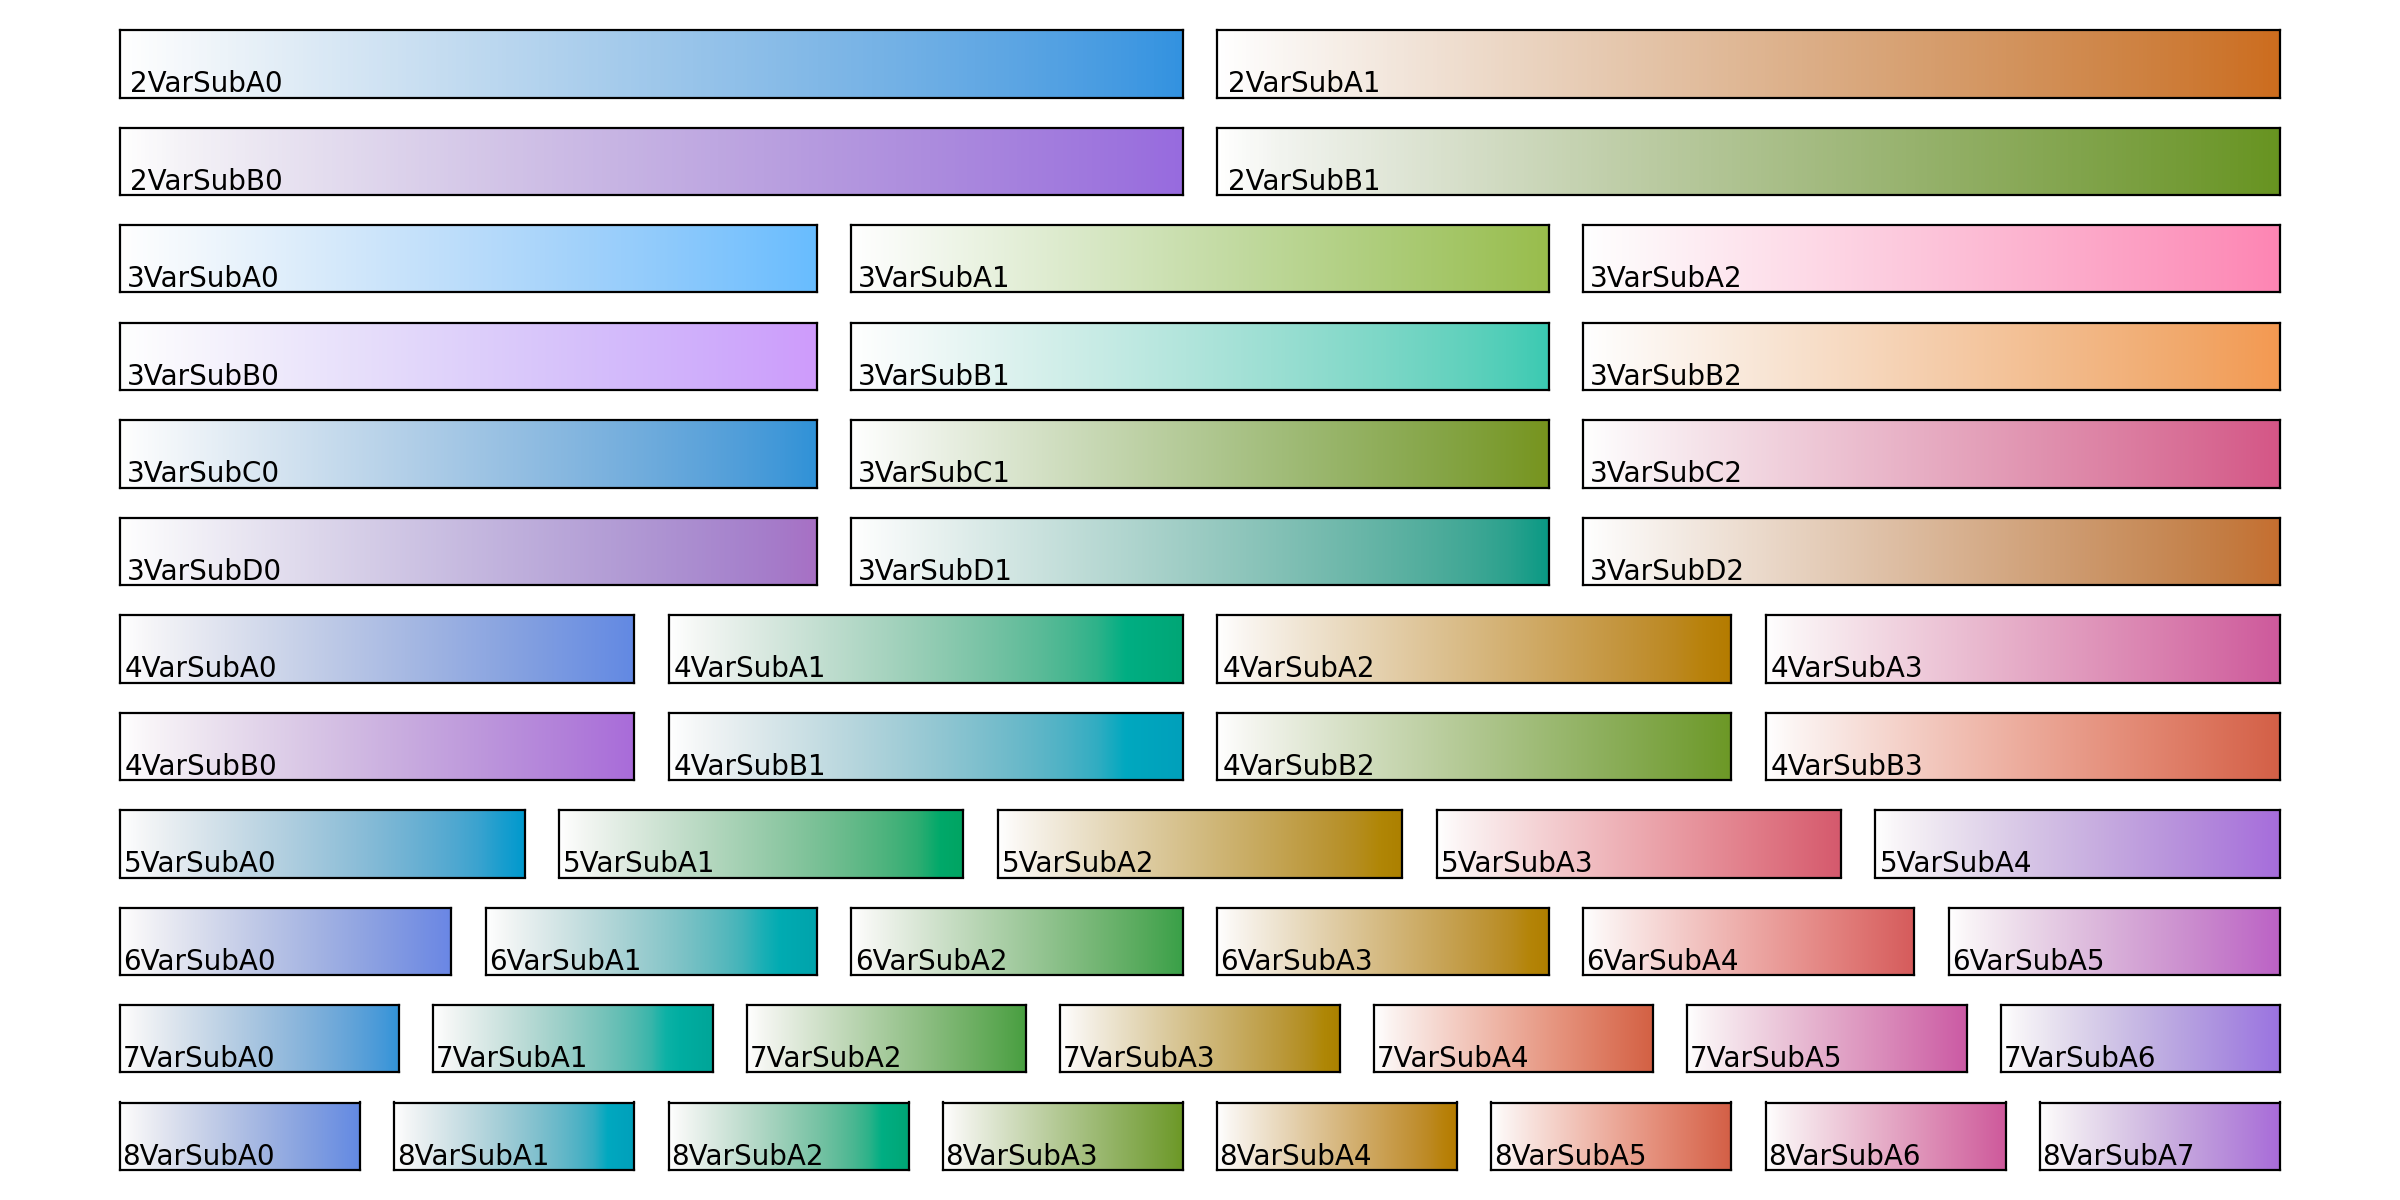 2VarSubA0 2VarSubA1
2VarSubB0 2VarSubB1
3VarSubA0 3VarSubA1 3VarSubA2
3VarSubB0 3VarSubB1 3VarSubB2
3VarSubC0 3VarSubC1 3VarSubC2
3VarSubD0 3VarSubD1 3VarSubD2
4VarSubA0 4VarSubA1 4VarSubA2 4VarSubA3
4VarSubB0 4VarSubB1 4VarSubB2 4VarSubB3
5VarSubA0 5VarSubA1 5VarSubA2 5VarSubA3 5VarSubA4
6VarSubA0 6VarSubA1 6VarSubA2 6VarSubA3 6VarSubA4 6VarSubA5
7VarSubA0 7VarSubA1 7VarSubA2 7VarSubA3 7VarSubA4 7VarSubA5 7VarSubA6
8VarSubA0 8VarSubA1 8VarSubA2 8VarSubA3 8VarSubA4 8VarSubA5 8VarSubA6 8VarSubA7